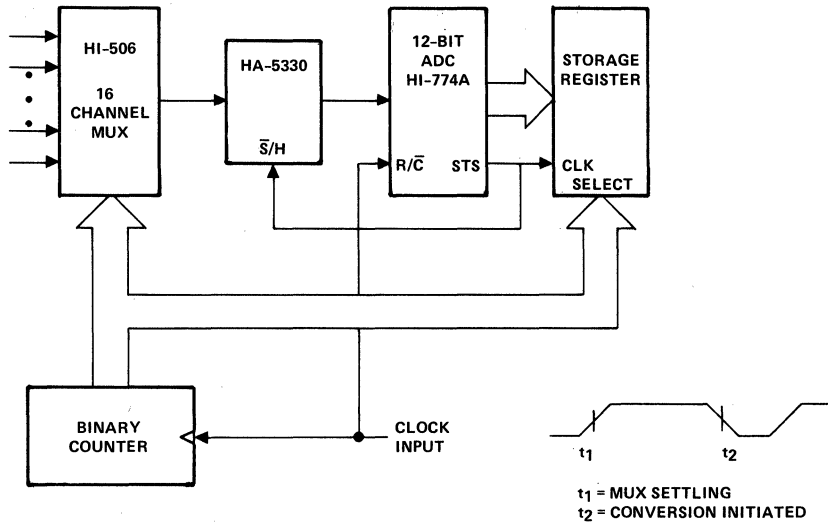 HI-506
16
CHANNEL
MUX
HA-5330
S̅/H
12-BIT
ADC
HI-774A
R/C̅
STS
STORAGE
REGISTER
CLK
SELECT
BINARY
COUNTER
CLOCK
INPUT
t1
t2
t1 = MUX SETTLING
t2 = CONVERSION INITIATED